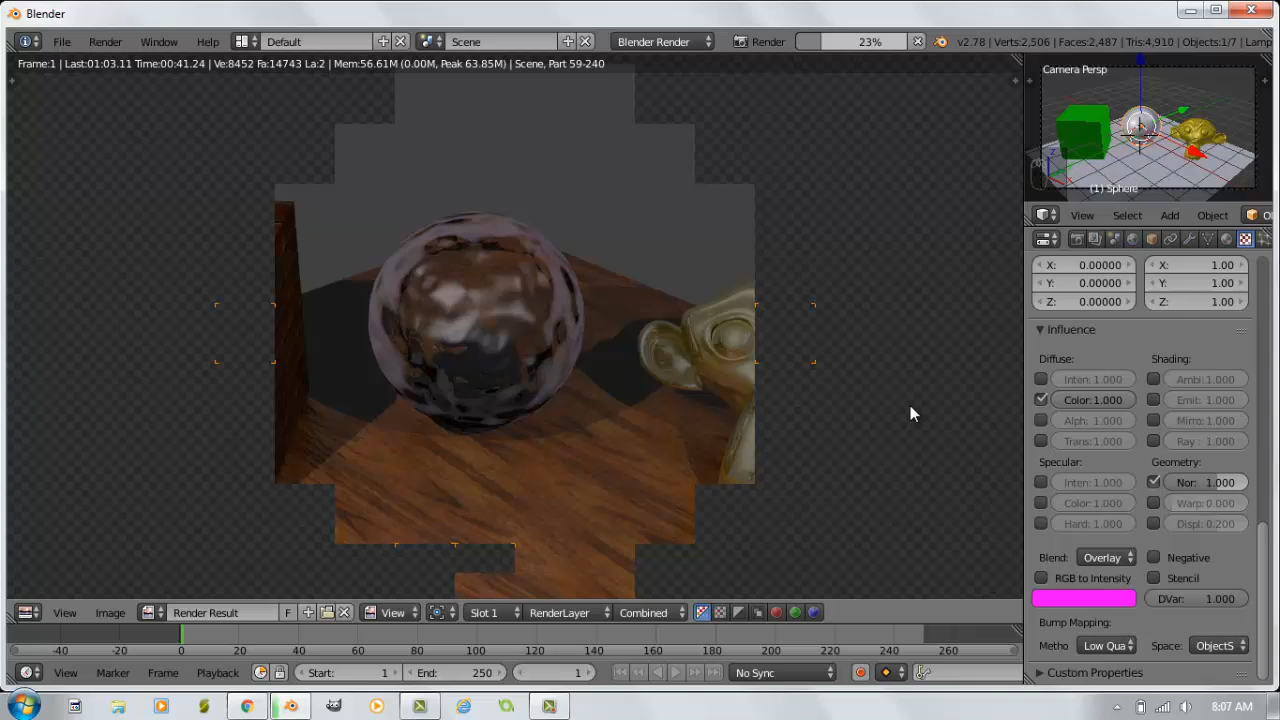 Blender
File Render Window Help Default Scene Blender Render Render 23% v2.78 | Verts:2,506 | Faces:2,487 | Tris:4,910 | Objects:1/7 | Lamp
Frame:1 | Last:01:03.11 Time:00:41.24 | Ve:8452 Fa:14743 La:2 | Mem:56.61M (0.00M, Peak 63.85M) | Scene, Part 59-240
Camera Persp
(1) Sphere
View Select Add Object
X: 0.00000 X: 1.00
Y: 0.00000 Y: 1.00
Z: 0.00000 Z: 1.00
Influence
Diffuse: Shading:
Inten: 1.000 Ambi: 1.000
Color: 1.000 Emit: 1.000
Alph: 1.000 Mirro: 1.000
Trans: 1.000 Ray : 1.000
Specular: Geometry:
Inten: 1.000 Nor: 1.000
Color: 1.000 Warp: 0.000
Hard: 1.000 Displ: 0.200
Blend: Overlay Negative
RGB to Intensity Stencil
DVar: 1.000
Bump Mapping:
Metho Low Qua Space: ObjectS
Custom Properties
View Image Render Result F View Slot 1 RenderLayer Combined
-40 -20 0 20 40 60 80 100 120 140 160 180 200 220 240 260
View Marker Frame Playback Start: 1 End: 250 1 No Sync
8:07 AM